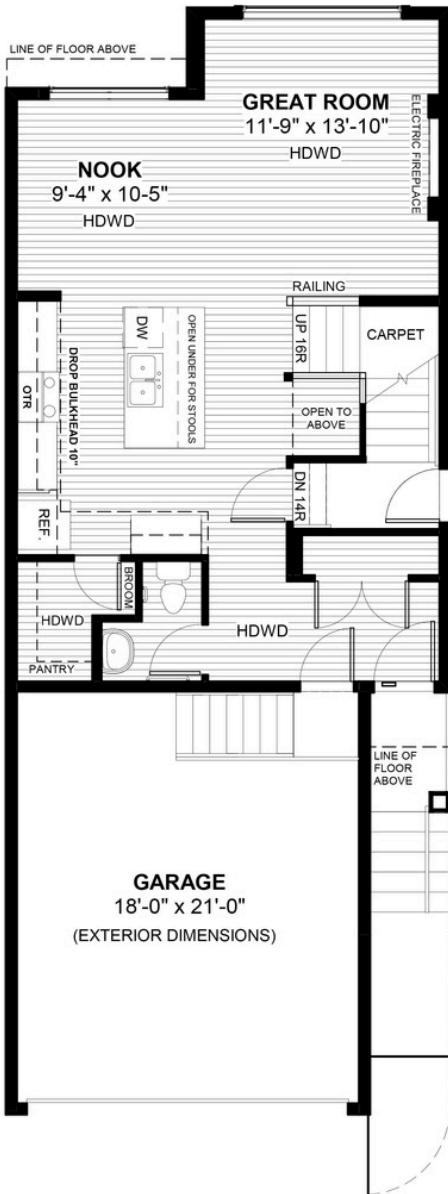 LINE OF FLOOR ABOVE
GREAT ROOM
11'-9" x 13'-10"
HDWD
ELECTRIC FIREPLACE
NOOK
9'-4" x 10-5"
HDWD
RAILING
UP 16R
CARPET
DW
OPEN UNDER FOR STOOLS
DROP BULKHEAD 10"
OTR
OPEN TO
ABOVE
DN 14R
REF.
BROOM
HDWD
HDWD
PANTRY
LINE OF
FLOOR
ABOVE
GARAGE
18'-0" x 21'-0"
(EXTERIOR DIMENSIONS)